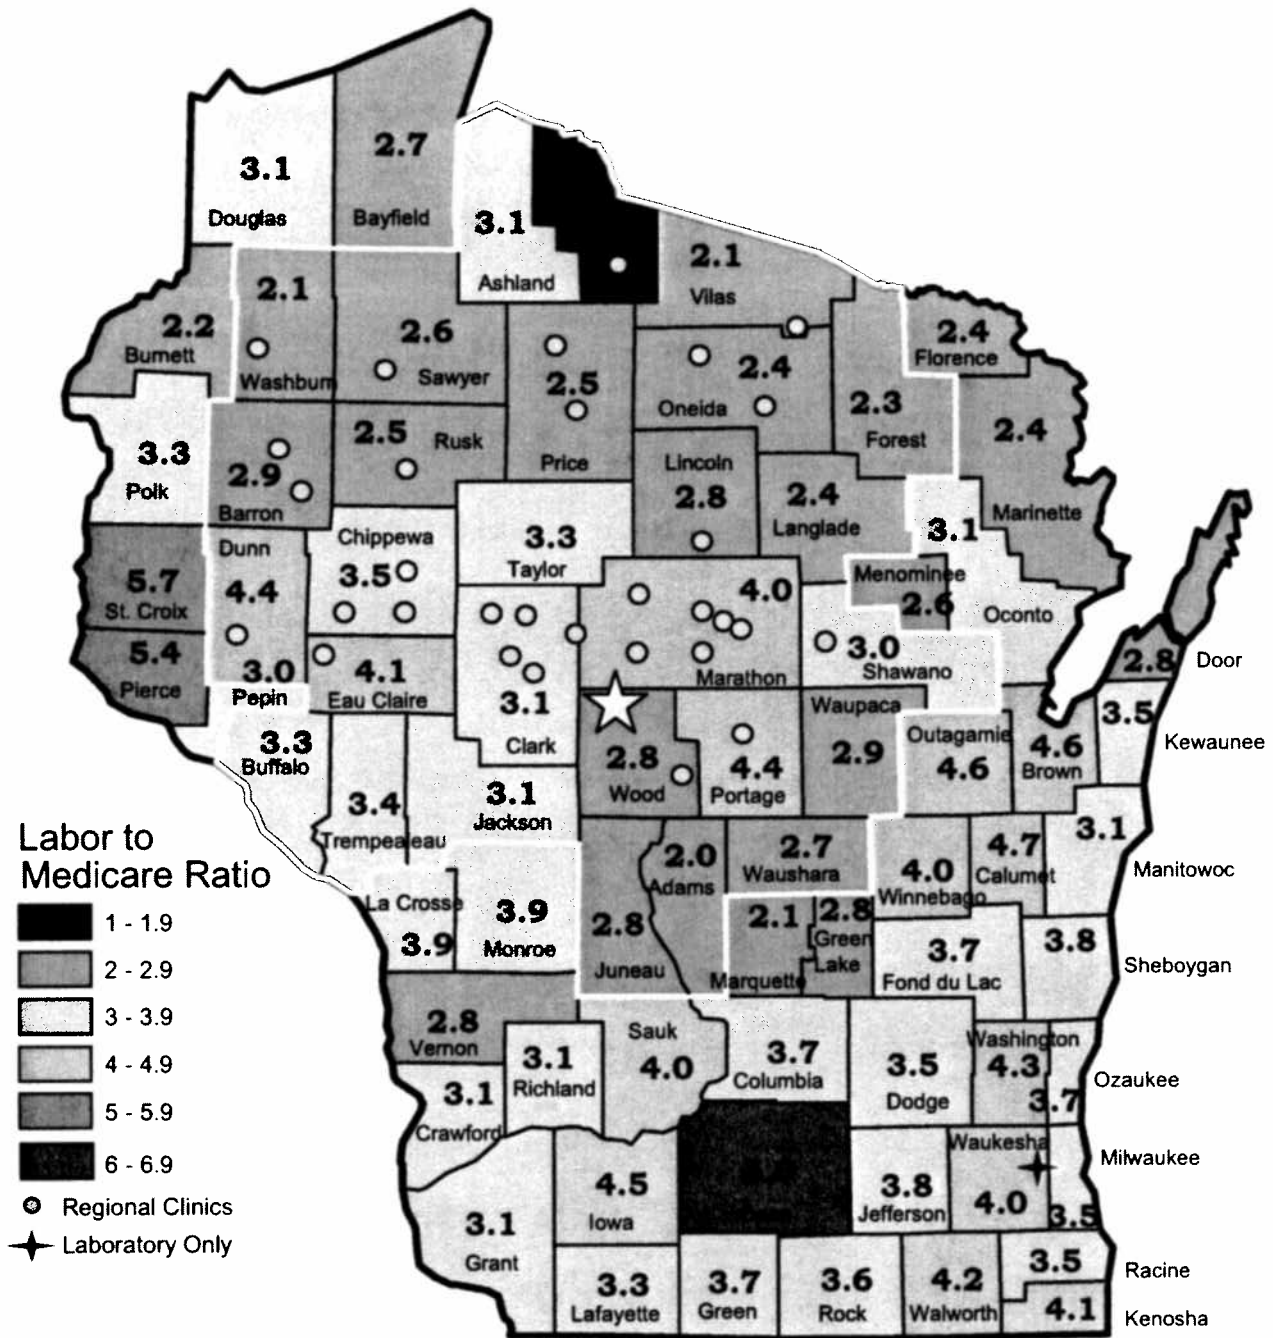 3.1
Douglas
2.7
Bayfield
3.1
Ashland
2.1
Vilas
2.2
Burnett
2.1
Washburn
2.6
Sawyer
2.5
Price
2.4
Oneida
2.3
Forest
2.4
Florence
2.4
Marinette
3.3
Polk
2.9
Barron
2.5 Rusk
Lincoln
2.8
2.4
Langlade
3.1
Oconto
5.7
St. Croix
Dunn
4.4
Chippewa
3.5
3.3
Taylor
4.0
Marathon
Menominee
2.6
3.0
Shawano
2.8 Door
5.4
Pierce
3.0
Pepin
4.1
Eau Claire
3.1
Clark
2.8
Wood
4.4
Portage
Waupaca
2.9
Outagamie
4.6
4.6
Brown
3.5
Kewaunee
3.3
Buffalo
3.4
Trempealeau
3.1
Jackson
2.0
Adams
2.7
Waushara
4.0
Winnebago
4.7
Calumet
3.1
Manitowoc
La Crosse
3.9
3.9
Monroe
2.8
Juneau
2.1
Marquette
2.8
Green
Lake
3.7
Fond du Lac
3.8
Sheboygan
2.8
Vernon
3.1
Richland
Sauk
4.0
3.7
Columbia
3.5
Dodge
Washington
4.3
3.7
Ozaukee
3.1
Crawford
3.1
Grant
4.5
Iowa
3.8
Jefferson
Waukesha
4.0
3.5
Milwaukee
3.3
Lafayette
3.7
Green
3.6
Rock
4.2
Walworth
3.5
Racine
4.1
Kenosha
Labor to
Medicare Ratio
1 - 1.9
2 - 2.9
3 - 3.9
4 - 4.9
5 - 5.9
6 - 6.9
Regional Clinics
Laboratory Only